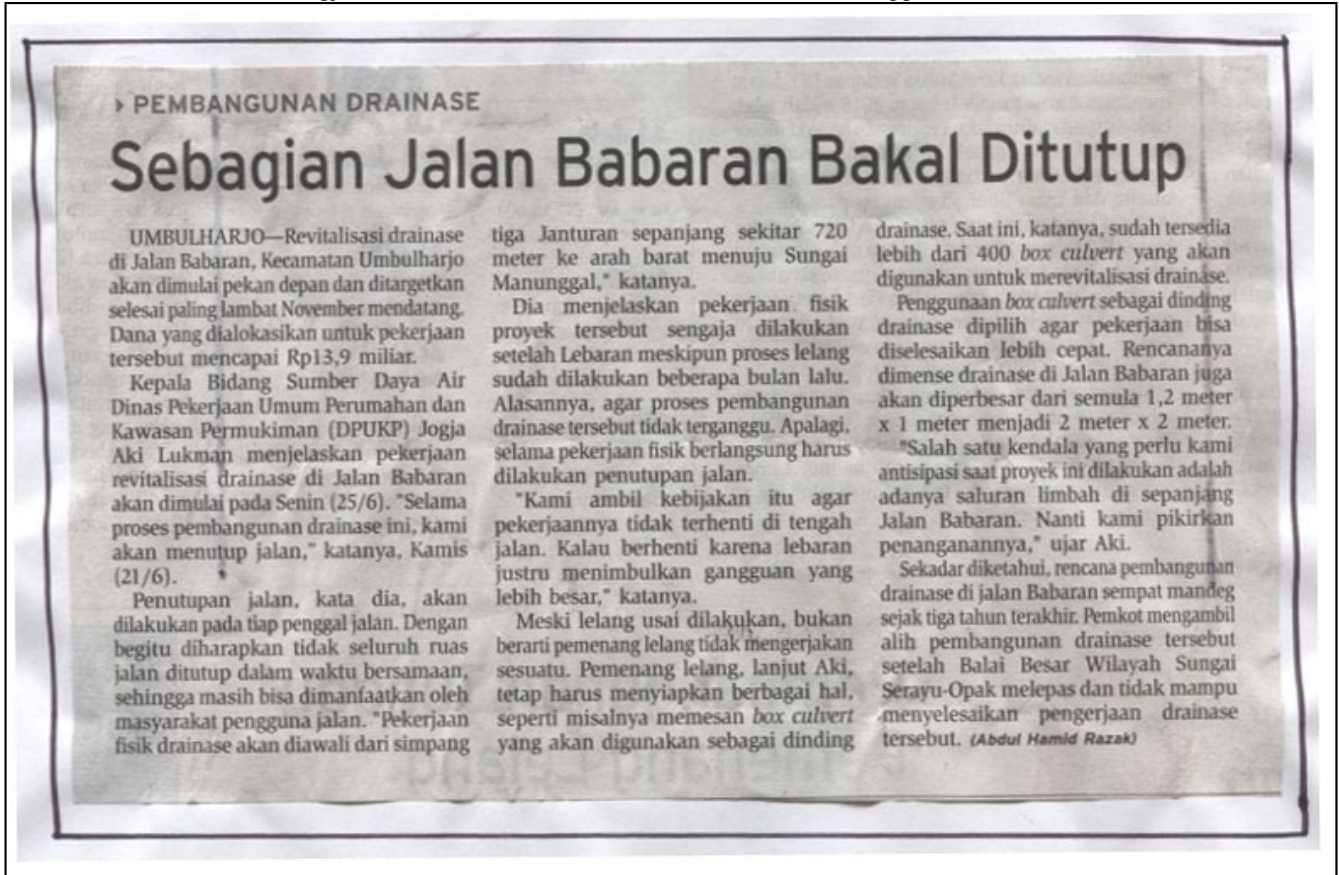 › PEMBANGUNAN DRAINASE
Sebagian Jalan Babaran Bakal Ditutup
UMBULHARJO—Revitalisasi drainase
di Jalan Babaran, Kecamatan Umbulharjo
akan dimulai pekan depan dan ditargetkan
selesai paling lambat November mendatang.
Dana yang dialokasikan untuk pekerjaan
tersebut mencapai Rp13,9 miliar.
Kepala Bidang Sumber Daya Air
Dinas Pekerjaan Umum Perumahan dan
Kawasan Permukiman (DPUKP) Jogja
Aki Lukman menjelaskan pekerjaan
revitalisasi drainase di Jalan Babaran
akan dimulai pada Senin (25/6). "Selama
proses pembangunan drainase ini, kami
akan menutup jalan," katanya, Kamis
(21/6).
Penutupan jalan, kata dia, akan
dilakukan pada tiap penggal jalan. Dengan
begitu diharapkan tidak seluruh ruas
jalan ditutup dalam waktu bersamaan,
sehingga masih bisa dimanfaatkan oleh
masyarakat pengguna jalan. "Pekerjaan
fisik drainase akan diawali dari simpang
tiga Janturan sepanjang sekitar 720
meter ke arah barat menuju Sungai
Manunggal," katanya.
Dia menjelaskan pekerjaan fisik
proyek tersebut sengaja dilakukan
setelah Lebaran meskipun proses lelang
sudah dilakukan beberapa bulan lalu.
Alasannya, agar proses pembangunan
drainase tersebut tidak terganggu. Apalagi,
selama pekerjaan fisik berlangsung harus
dilakukan penutupan jalan.
"Kami ambil kebijakan itu agar
pekerjaannya tidak terhenti di tengah
jalan. Kalau berhenti karena lebaran
justru menimbulkan gangguan yang
lebih besar," katanya.
Meski lelang usai dilakukan, bukan
berarti pemenang lelang tidak mengerjakan
sesuatu. Pemenang lelang, lanjut Aki,
tetap harus menyiapkan berbagai hal,
seperti misalnya memesan box culvert
yang akan digunakan sebagai dinding
drainase. Saat ini, katanya, sudah tersedia
lebih dari 400 box culvert yang akan
digunakan untuk merevitalisasi drainase.
Penggunaan box culvert sebagai dinding
drainase dipilih agar pekerjaan bisa
diselesaikan lebih cepat. Rencananya
dimense drainase di Jalan Babaran juga
akan diperbesar dari semula 1,2 meter
x 1 meter menjadi 2 meter x 2 meter.
"Salah satu kendala yang perlu kami
antisipasi saat proyek ini dilakukan adalah
adanya saluran limbah di sepanjang
Jalan Babaran. Nanti kami pikirkan
penanganannya," ujar Aki.
Sekadar diketahui, rencana pembangunan
drainase di jalan Babaran sempat mandeg
sejak tiga tahun terakhir. Pemkot mengambil
alih pembangunan drainase tersebut
setelah Balai Besar Wilayah Sungai
Serayu-Opak melepas dan tidak mampu
menyelesaikan pengerjaan drainase
tersebut. (Abdul Hamid Razak)